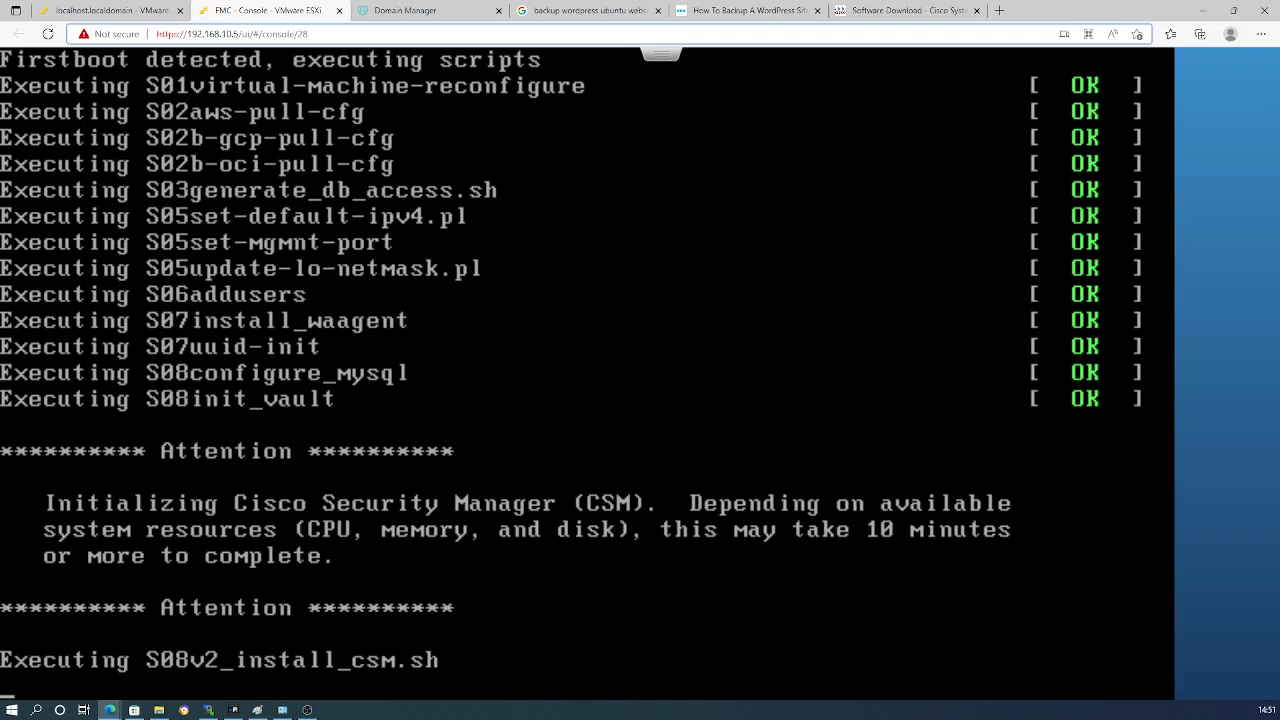 localhost.localdomain - VMware
FMC - Console - VMware ESXi
Domain Manager
backup wordpress ubuntu webs
How To Backup A WordPress Sit
Software Download - Cisco Syst
Not secure
https://192.168.10.5/ui/#/console/28
Firstboot detected, executing scripts
Executing S01virtual-machine-reconfigure [ OK ]
Executing S02aws-pull-cfg [ OK ]
Executing S02b-gcp-pull-cfg [ OK ]
Executing S02b-oci-pull-cfg [ OK ]
Executing S03generate_db_access.sh [ OK ]
Executing S05set-default-ipv4.pl [ OK ]
Executing S05set-mgmnt-port [ OK ]
Executing S05update-lo-netmask.pl [ OK ]
Executing S06addusers [ OK ]
Executing S07install_waagent [ OK ]
Executing S07uuid-init [ OK ]
Executing S08configure_mysql [ OK ]
Executing S08init_vault [ OK ]
********** Attention **********
Initializing Cisco Security Manager (CSM). Depending on available
system resources (CPU, memory, and disk), this may take 10 minutes
or more to complete.
********** Attention **********
Executing S08v2_install_csm.sh
14:51